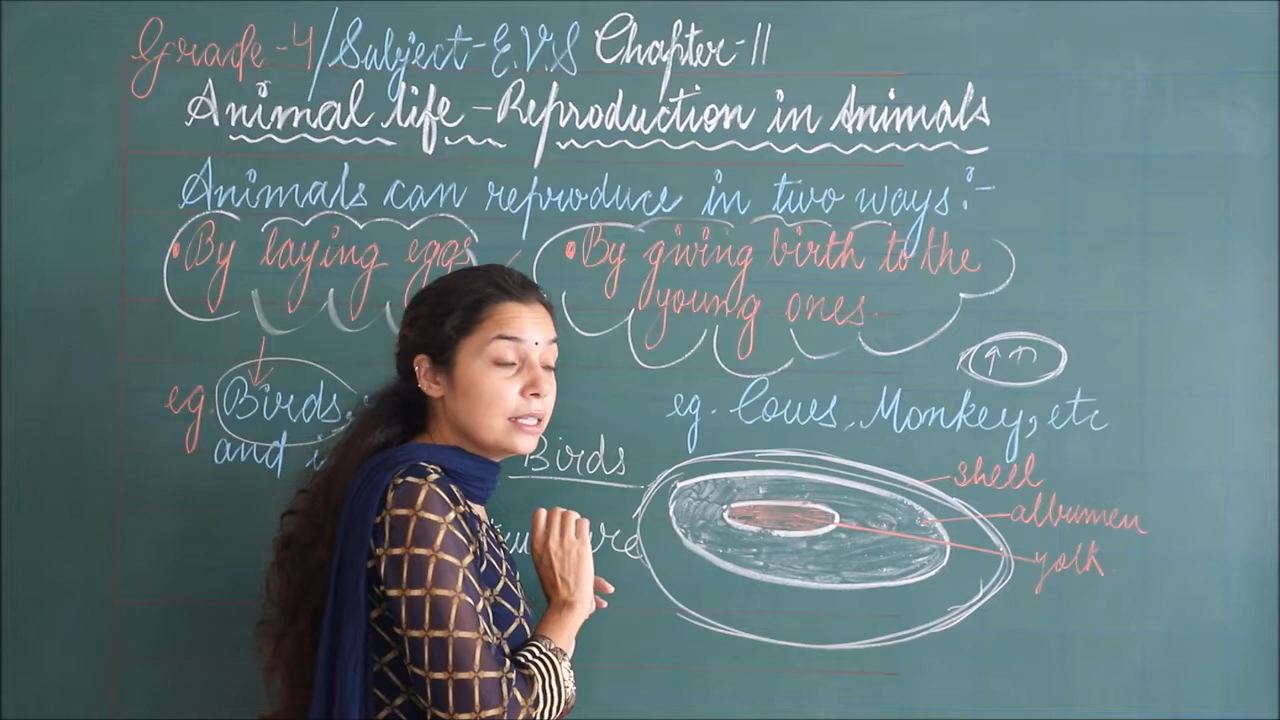 Grade-4/Subject-E.V.S Chapter-11
Animal life-Reproduction in Animals
Animals can reproduce in two ways:-
• By laying eggs
• By giving birth to the
young ones.
eg. Birds,
and
eg. Cows, Monkey, etc
Birds
shell
albumen
yolk